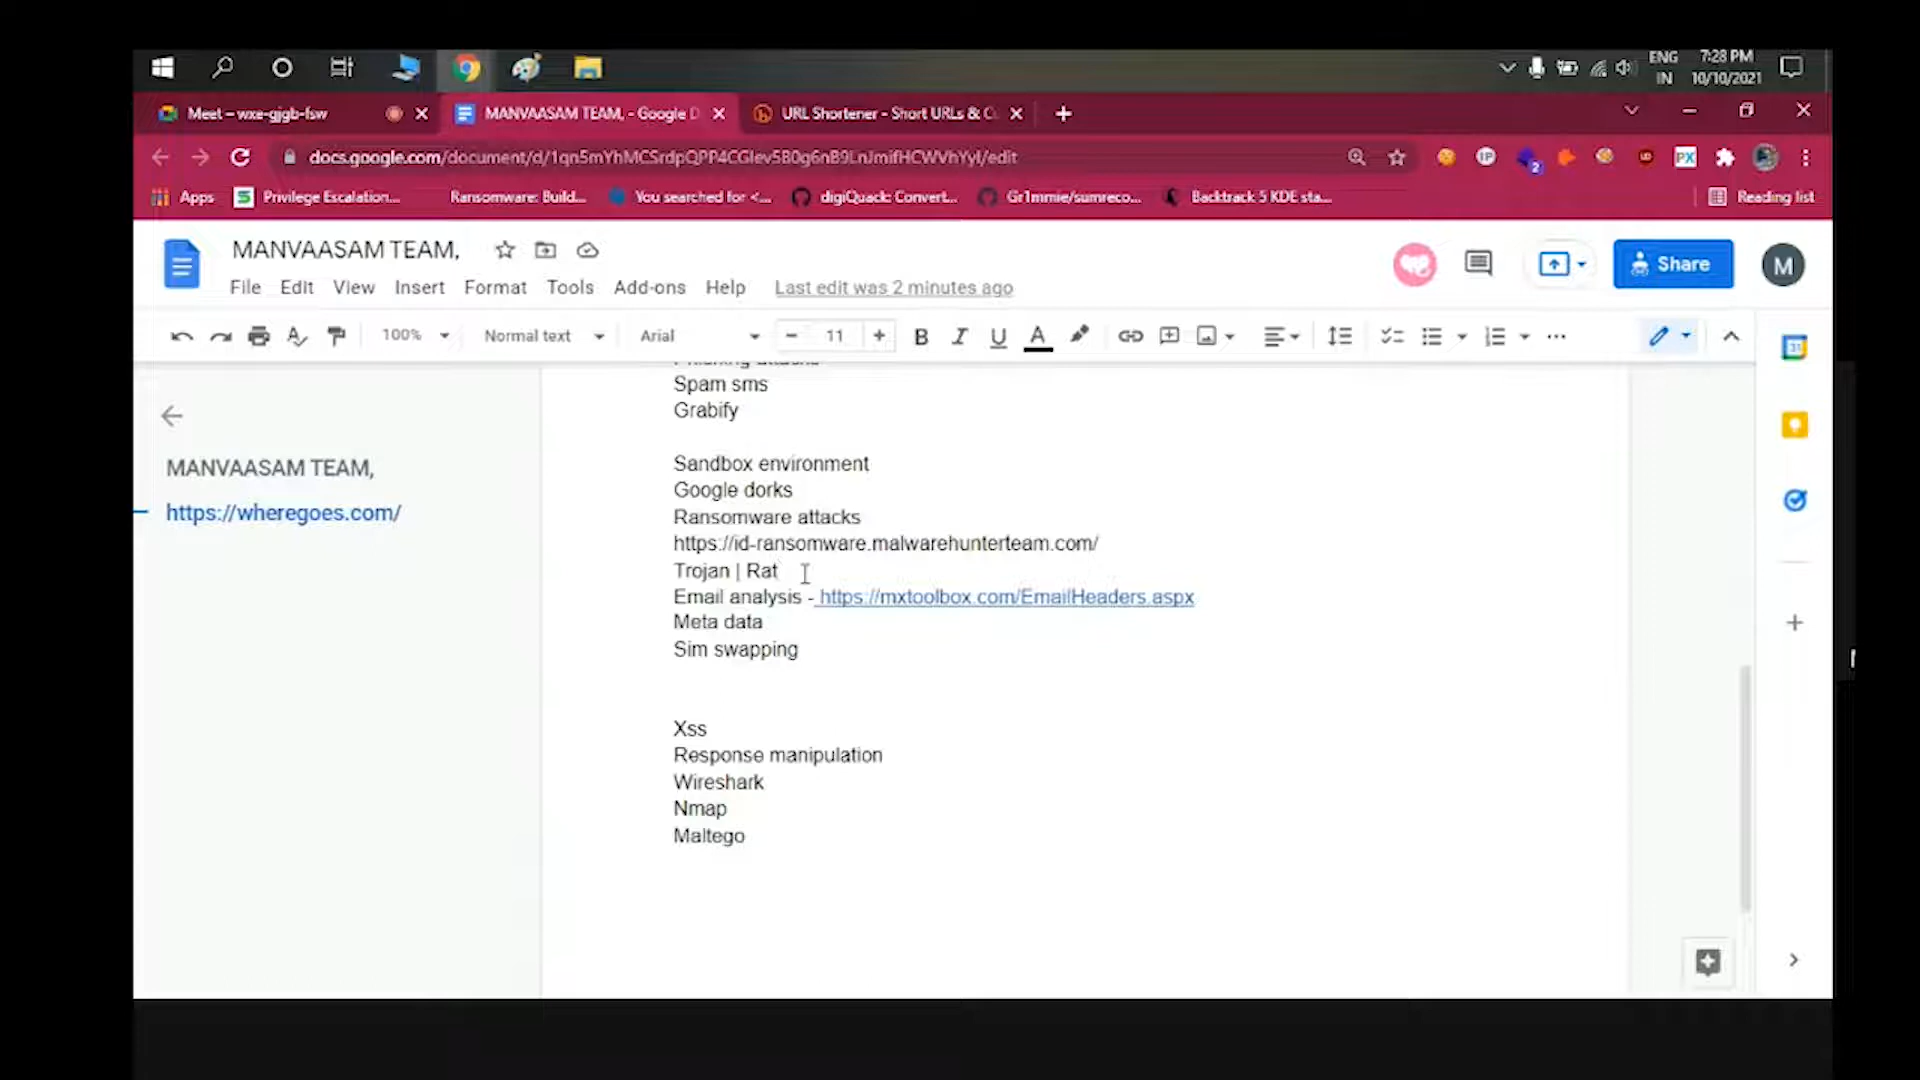 ENG 7:28 PM
IN 10/10/2021
Meet – wxe-gjgb-fsw
MANVAASAM TEAM, - Google D
URL Shortener - Short URLs & C
docs.google.com/document/d/1qn5mYhMCSrdpQPP4CGIev5B0g6nB9LnJmifHCWVhYyI/edit
Apps
Privilege Escalation...
Ransomware: Build...
You searched for <...
digiQuack: Convert...
Gr1mmie/sumreco...
Backtrack 5 KDE sta...
Reading list
MANVAASAM TEAM,
Share
M
File Edit View Insert Format Tools Add-ons Help Last edit was 2 minutes ago
100% Normal text Arial 11 B I U A
Phishing attacks
Spam sms
Grabify
MANVAASAM TEAM,
https://wheregoes.com/
Sandbox environment
Google dorks
Ransomware attacks
https://id-ransomware.malwarehunterteam.com/
Trojan | Rat
Email analysis - https://mxtoolbox.com/EmailHeaders.aspx
Meta data
Sim swapping
Xss
Response manipulation
Wireshark
Nmap
Maltego